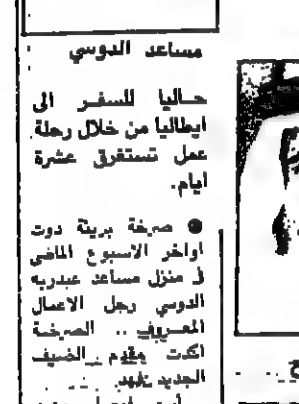 مساعد الدوسي
حاليا للسفر الى
ايطاليا من خلال رحلة
عمل تستغرق عشرة
ايام.
● صرخة بريئة دوت
اواخر الاسبوع الماضي
في منزل مساعد عبدربه
الدوسي رجل الاعمال
المعروف .. الصرخة
اكدت مقدم الضيف
الجديد فهد.